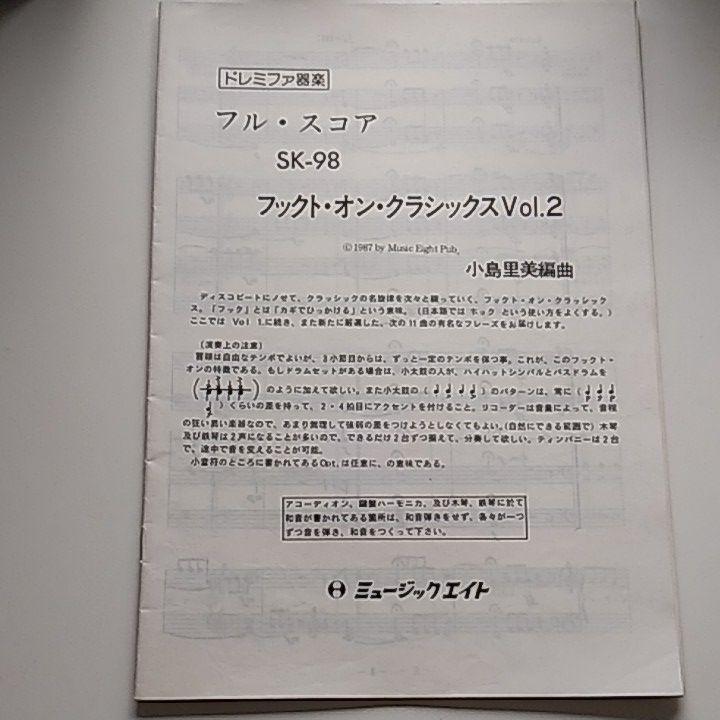 ドレミファ器楽
フル・スコア
SK-98
フックト・オン・クラシックスVol.2
©1987 by Music Eight Pub.
小島里美編曲
ディスコビートにノせて、クラッシックの名旋律を次々と綴っていく、フックト・オン・クラッシック
ス。「フック」とは「カギでひっかける」という意味。(日本語では ホック という使い方をよくする。)
ここでは Vol 1.に続き、また新たに厳選した、次の11曲の有名なフレーズをお届けします。
〔演奏上の注意〕
冒頭は自由なテンポでよいが、3小節目からは、ずっと一定のテンポを保つ事。これが、このフックト・
オンの特徴である。もしドラムセットがある場合は、小太鼓の人が、ハイハットシンバルとバスドラムを
( ) のように加えて欲しい。また小太鼓の ( ) のパターンは、常に (
) くらいの差を持って、2・4拍目にアクセントを付けること。リコーダーは音量によって、音程
の狂い易い楽器なので、あまり無理して強弱の差をつけようとしなくてもよい。(自然にできる範囲で) 木琴
及び鉄琴は2声になることが多いので、できるだけ2台ずつ揃えて、分奏して欲しい。ティンパニーは2台
で、途中で音を変えることが可能。
小音符のところに書かれてあるOpt.は任意に、の意味である。
アコーディオン、鍵盤ハーモニカ、及び木琴、鉄琴に於て
和音が書かれてある箇所は、和音弾きをせず、各々が一つ
ずつ音を弾き、和音をつくって下さい。
ミュージックエイト